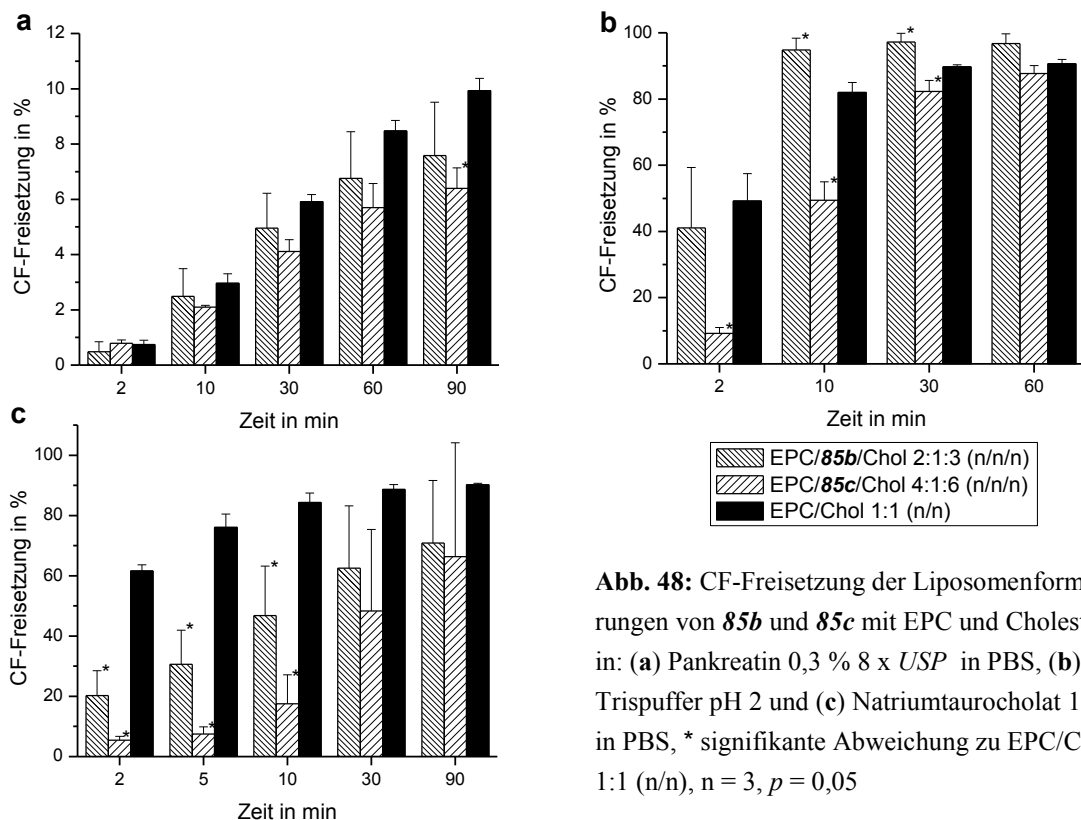 a
12
10
8
6
4
2
0
CF-Freisetzung in %
*
2 10 30 60 90
Zeit in min
b
100
80
60
40
20
0
CF-Freisetzung in %
* * * * *
2 10 30 60
Zeit in min
c
100
80
60
40
20
0
CF-Freisetzung in %
* * * * * *
2 5 10 30 90
Zeit in min
EPC/85b/Chol 2:1:3 (n/n/n)
EPC/85c/Chol 4:1:6 (n/n/n)
EPC/Chol 1:1 (n/n)
Abb. 48: CF-Freisetzung der Liposomenform
rungen von 85b und 85c mit EPC und Cholest
in: (a) Pankreatin 0,3 % 8 x USP in PBS, (b)
Trispuffer pH 2 und (c) Natriumtaurocholat 1
in PBS, * signifikante Abweichung zu EPC/C
1:1 (n/n), n = 3, p = 0,05